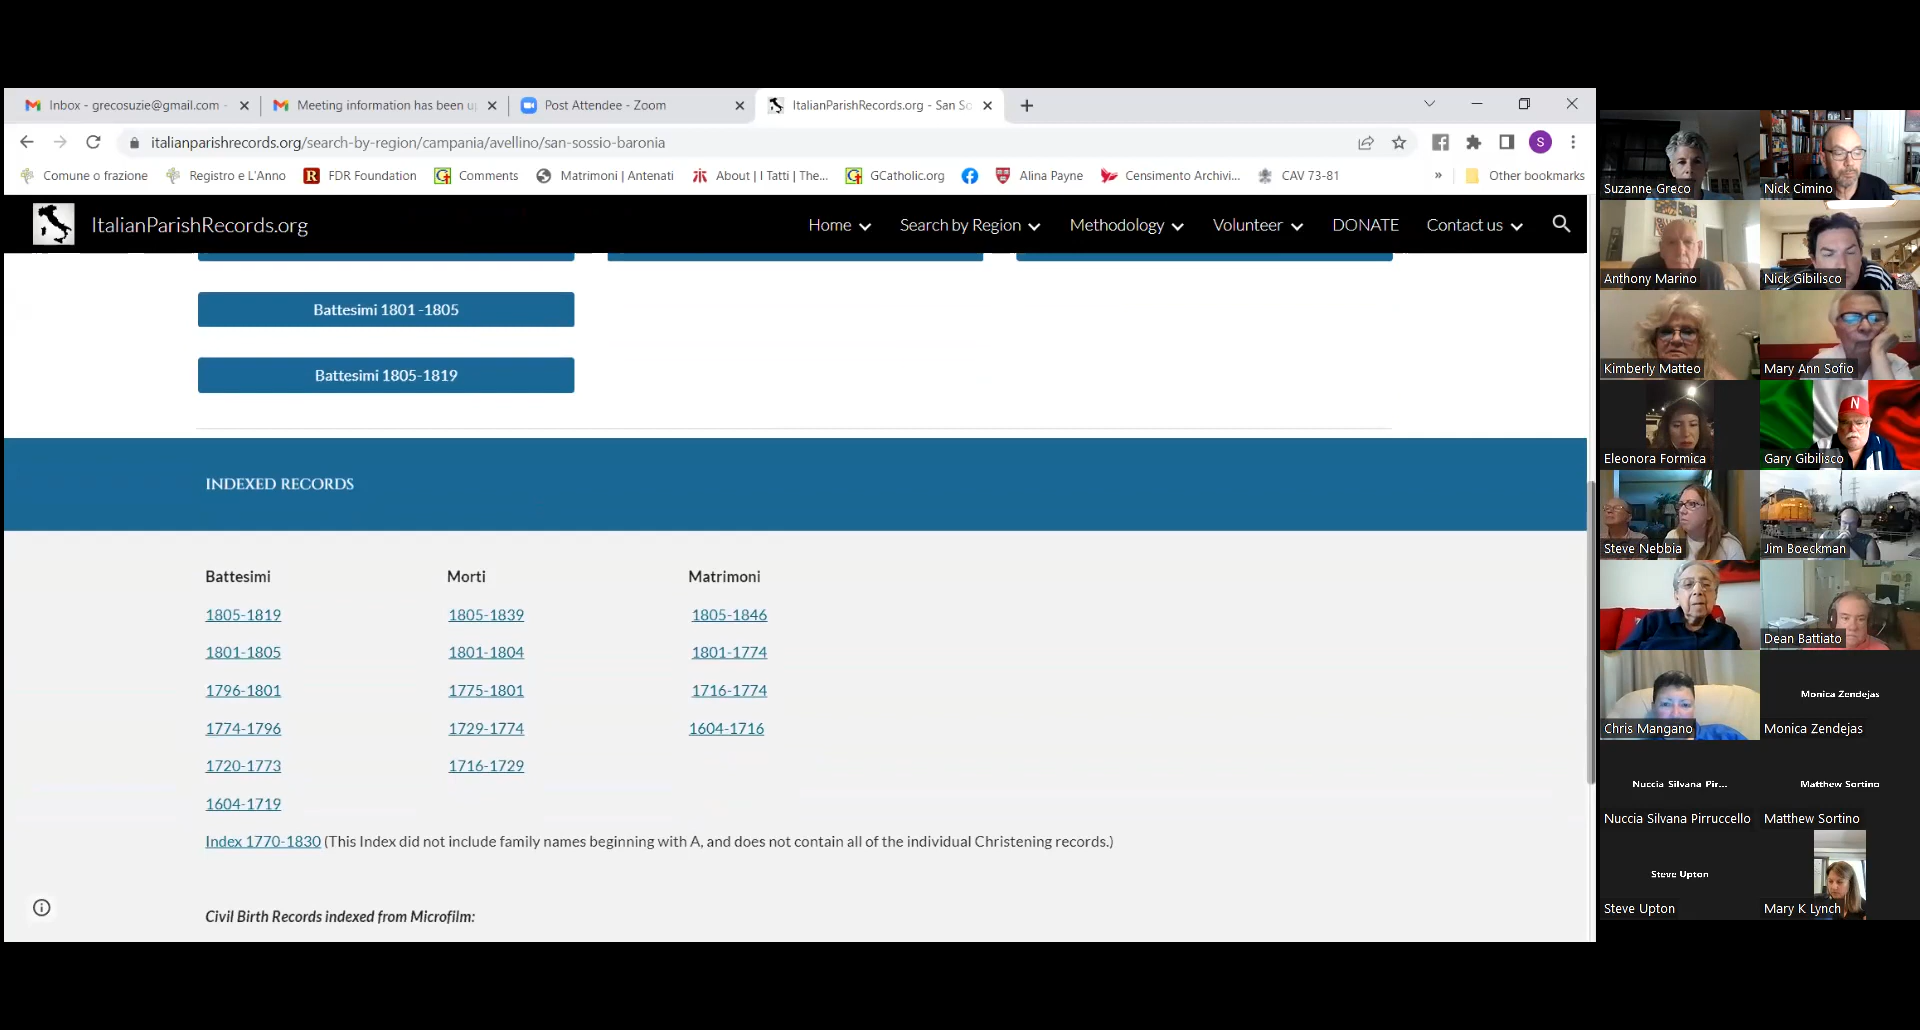 Inbox - grecosuzie@gmail.com -
Meeting information has been u
Post Attendee - Zoom
ItalianParishRecords.org - San So
italianparishrecords.org/search-by-region/campania/avellino/san-sossio-baronia
S
Comune o frazione
Registro e L'Anno
R FDR Foundation
Comments
Matrimoni | Antenati
About | I Tatti | The...
GCatholic.org
Alina Payne
Censimento Archivi...
CAV 73-81
»
Other bookmarks
ItalianParishRecords.org
Home
Search by Region
Methodology
Volunteer
DONATE
Contact us
Battesimi 1801 -1805
Battesimi 1805-1819
INDEXED RECORDS
Battesimi Morti Matrimoni
1805-1819 1805-1839 1805-1846
1801-1805 1801-1804 1801-1774
1796-1801 1775-1801 1716-1774
1774-1796 1729-1774 1604-1716
1720-1773 1716-1729
1604-1719
Index 1770-1830 (This Index did not include family names beginning with A, and does not contain all of the individual Christening records.)
Civil Birth Records indexed from Microfilm:
Suzanne Greco
Nick Cimino
Anthony Marino
Nick Gibilisco
Kimberly Matteo
Mary Ann Sofio
Eleonora Formica
N
Gary Gibilisco
Steve Nebbia
Jim Boeckman
Dean Battiato
Chris Mangano
Monica Zendejas
Monica Zendejas
Nuccia Silvana Pir...
Nuccia Silvana Pirruccello
Matthew Sortino
Matthew Sortino
Steve Upton
Steve Upton
Mary K Lynch